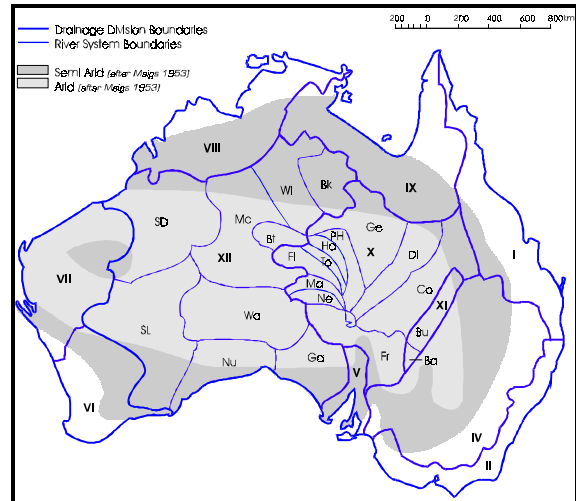 Drainage Division Boundaries
River System Boundaries
Semi Arid (after Meigs 1953)
Arid (after Meigs 1953)
200 0 200 400 600 800km
VIII
IX
I
Bk
WI
SD
Mc
Ge
PH
Bt
Ha
X
Fl
To
Dl
XII
VII
Ma
Co
Ne
XI
Wa
SL
Bu
Nu
Ga
Fr
Ba
V
VI
IV
II